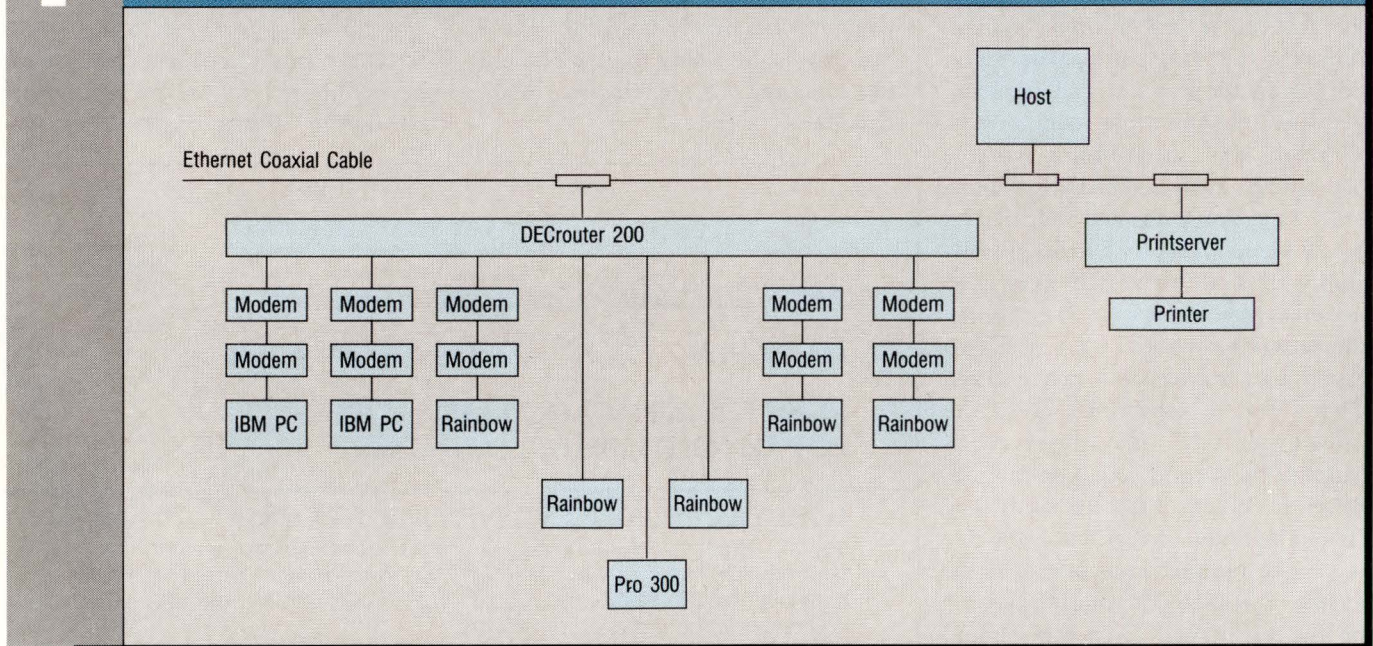 Host
Ethernet Coaxial Cable
DECrouter 200
Printserver
Modem Modem Modem Modem Modem
Printer
Modem Modem Modem Modem Modem
IBM PC IBM PC Rainbow Rainbow Rainbow
Rainbow Rainbow
Pro 300